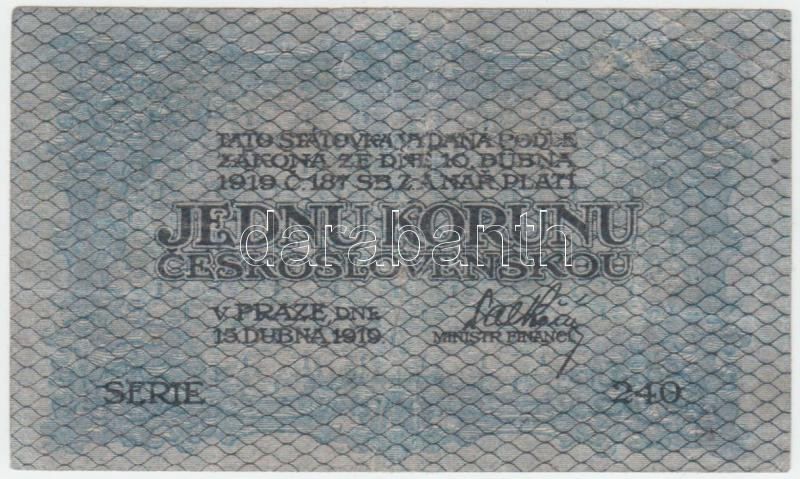 TATO STÁTOVKA VYDANÁ PODLE
ZÁKONA ZE DNE 10. DUBNA
1919 Č. 187 SB. Z. A NAŘ. PLATÍ
JEDNU KORUNU
ČESKOSLOVENSKOU
darabanth
V PRAZE DNE
15. DUBNA 1919
MINISTR FINANCÍ
SERIE 240